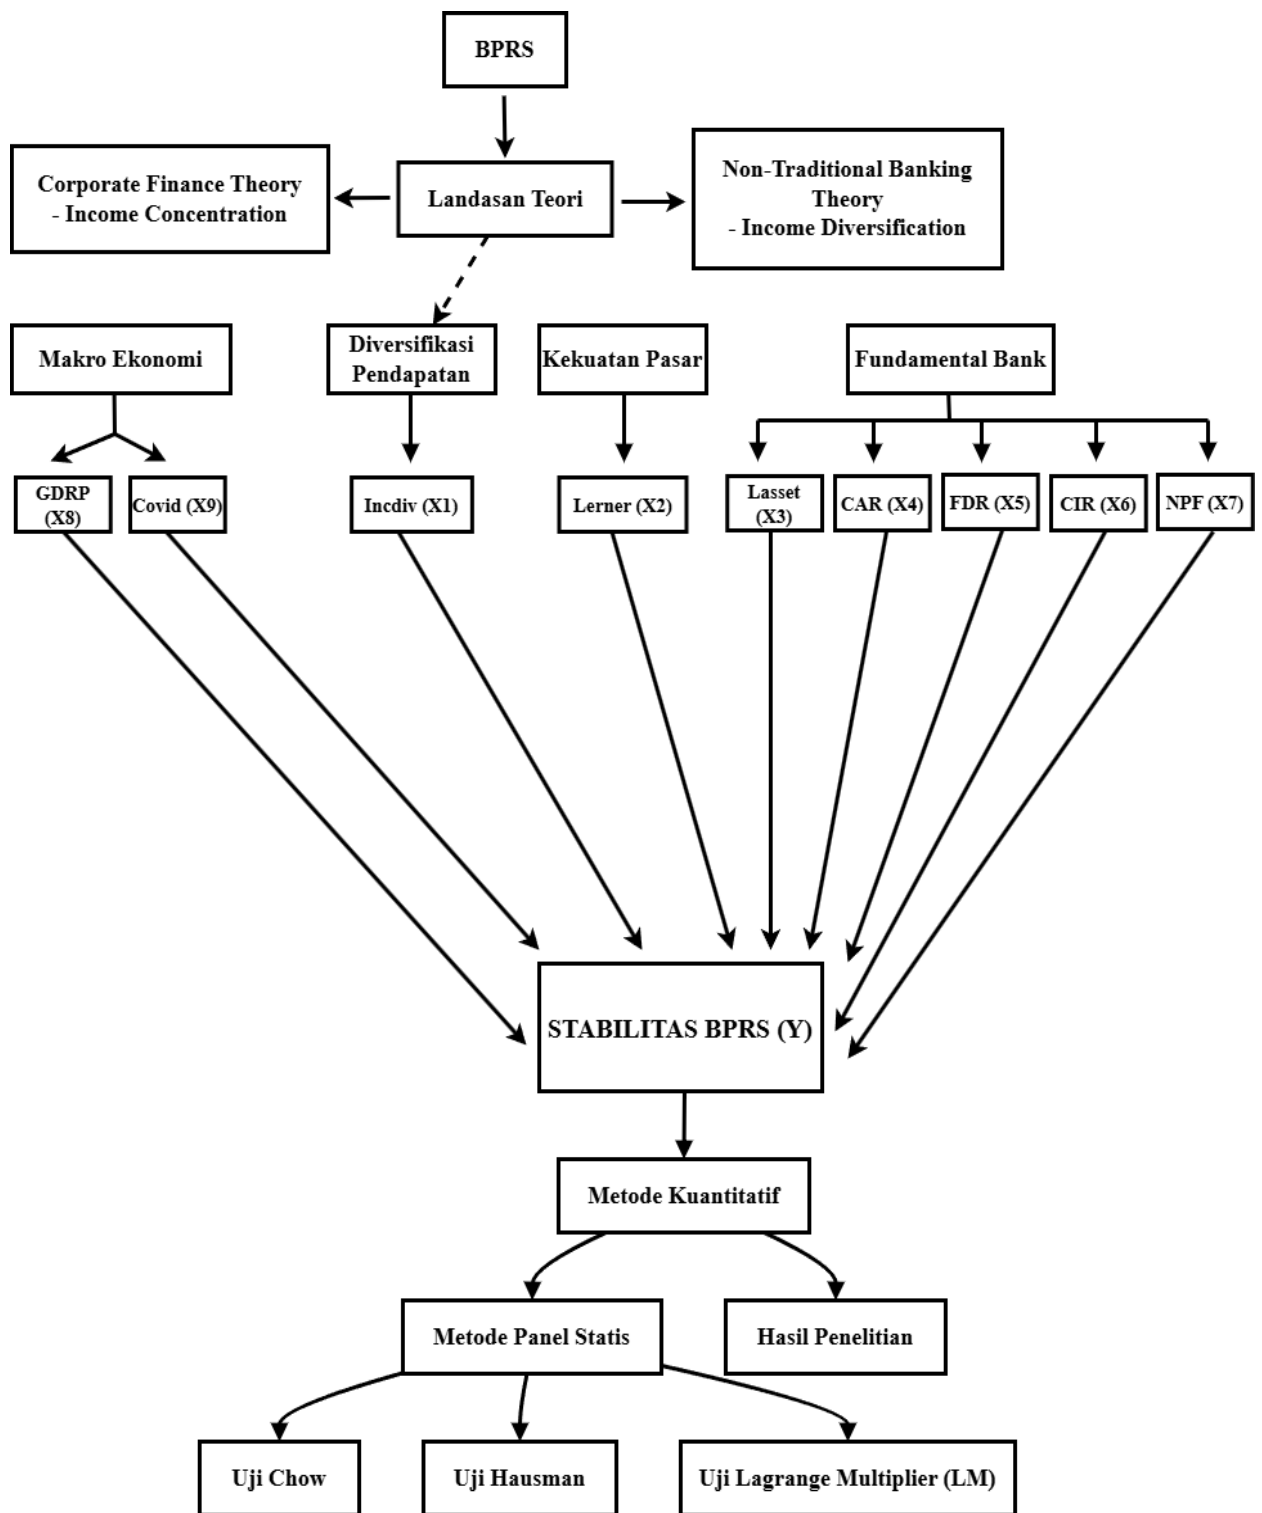 BPRS
Corporate Finance Theory
- Income Concentration
Landasan Teori
Non-Traditional Banking
Theory
- Income Diversification
Makro Ekonomi
Diversifikasi
Pendapatan
Kekuatan Pasar
Fundamental Bank
GDRP
(X8)
Covid (X9)
Incdiv (X1)
Lerner (X2)
Lasset
(X3)
CAR (X4)
FDR (X5)
CIR (X6)
NPF (X7)
STABILITAS BPRS (Y)
Metode Kuantitatif
Metode Panel Statis
Hasil Penelitian
Uji Chow
Uji Hausman
Uji Lagrange Multiplier (LM)